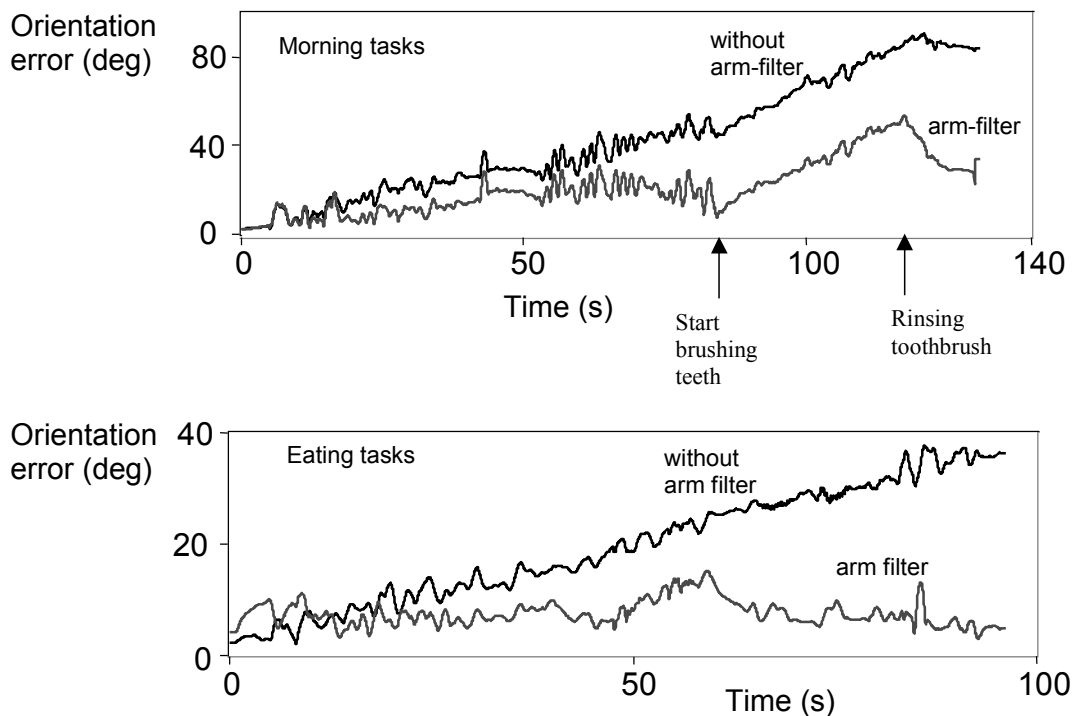 Orientation
error (deg)
80
40
0
Morning tasks
without
arm-filter
arm-filter
0
50
100
140
Time (s)
Start
brushing
teeth
Rinsing
toothbrush
Orientation
error (deg)
40
20
0
Eating tasks
without
arm filter
arm filter
0
50
100
Time (s)